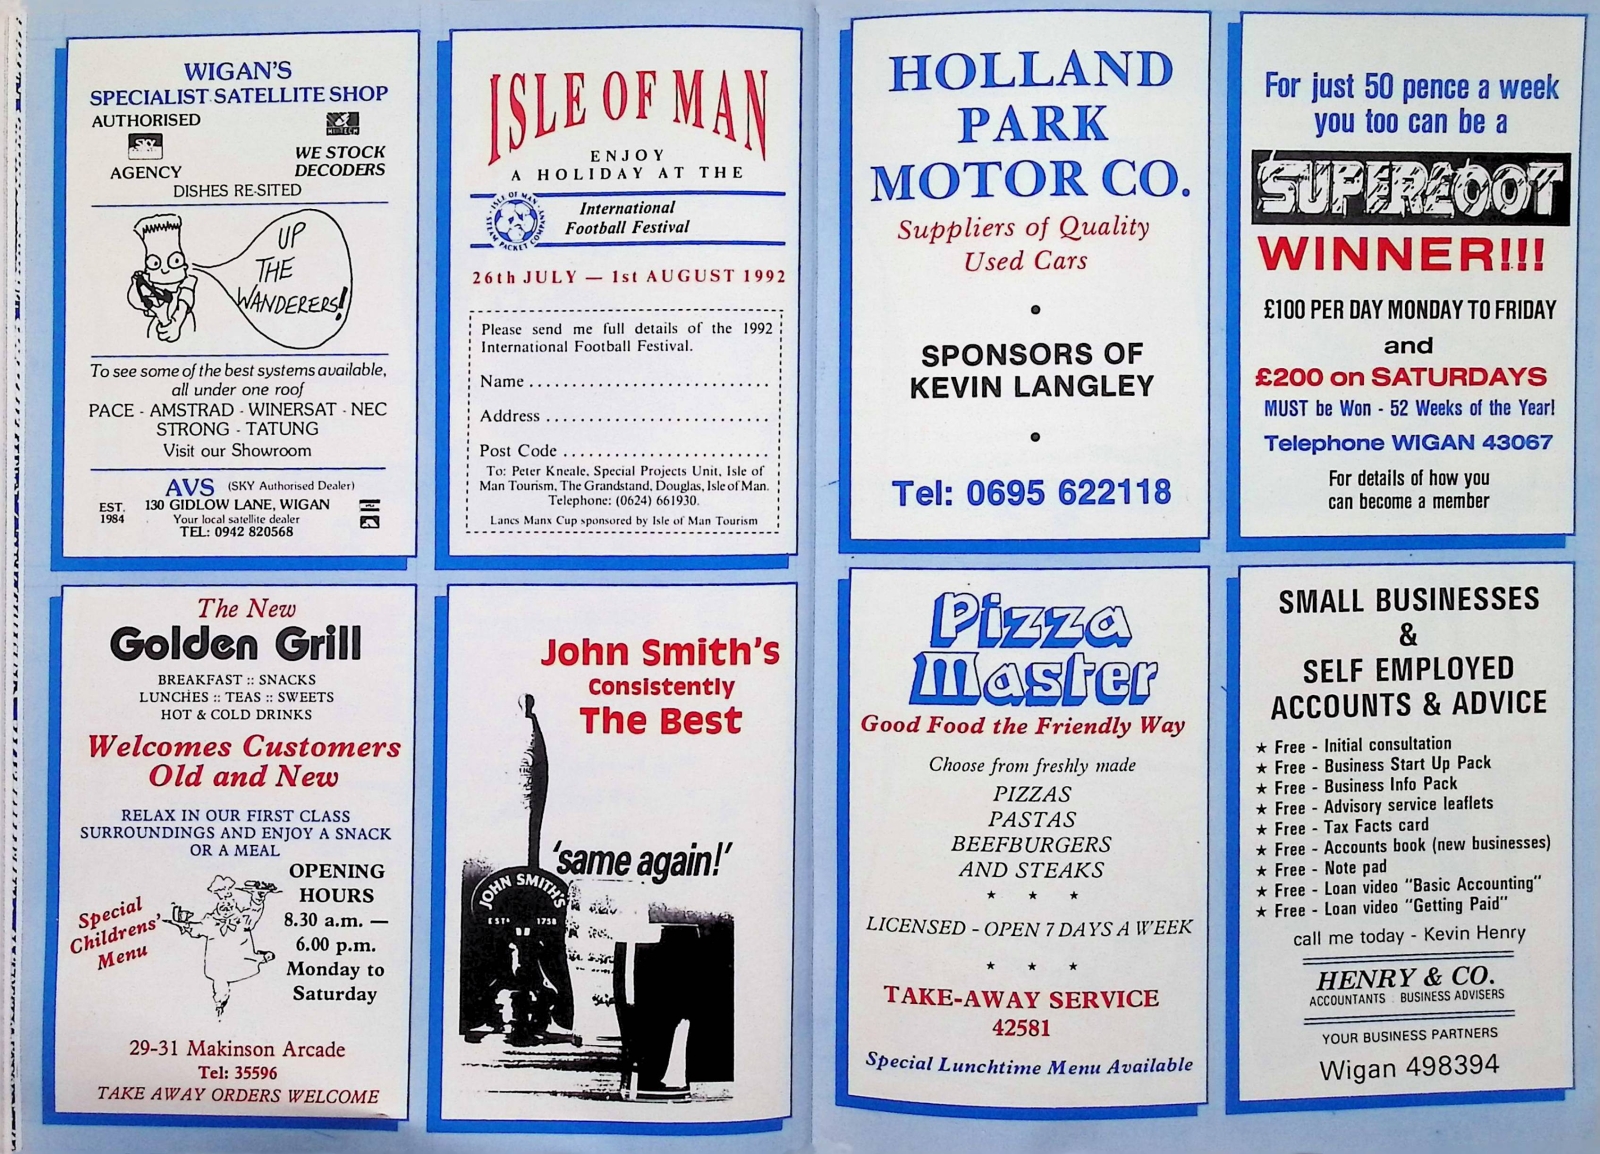 WIGAN'S
SPECIALIST SATELLITE SHOP
AUTHORISED
SKY
AGENCY
WE STOCK
DECODERS
DISHES RE-SITED
UP
THE
WANDERERS!
To see some of the best systems available,
all under one roof
PACE - AMSTRAD - WINERSAT - NEC
STRONG - TATUNG
Visit our Showroom
AVS (SKY Authorised Dealer)
EST. 1984
130 GIDLOW LANE, WIGAN
Your local satellite dealer
TEL: 0942 820568
ISLE OF MAN
ENJOY
A HOLIDAY AT THE
ISLE OF MAN STEAM PACKET COMPANY
International
Football Festival
26th JULY — 1st AUGUST 1992
Please send me full details of the 1992
International Football Festival.
Name
Address
Post Code
To: Peter Kneale, Special Projects Unit, Isle of
Man Tourism, The Grandstand, Douglas, Isle of Man.
Telephone: (0624) 661930.
Lancs Manx Cup sponsored by Isle of Man Tourism
HOLLAND
PARK
MOTOR CO.
Suppliers of Quality
Used Cars
•
SPONSORS OF
KEVIN LANGLEY
•
Tel: 0695 622118
For just 50 pence a week
you too can be a
SUPERLOOT
WINNER!!!
£100 PER DAY MONDAY TO FRIDAY
and
£200 on SATURDAYS
MUST be Won - 52 Weeks of the Year!
Telephone WIGAN 43067
For details of how you
can become a member
The New
Golden Grill
BREAKFAST :: SNACKS
LUNCHES :: TEAS :: SWEETS
HOT & COLD DRINKS
Welcomes Customers
Old and New
RELAX IN OUR FIRST CLASS
SURROUNDINGS AND ENJOY A SNACK
OR A MEAL
Special
Childrens'
Menu
OPENING
HOURS
8.30 a.m. —
6.00 p.m.
Monday to
Saturday
29-31 Makinson Arcade
Tel: 35596
TAKE AWAY ORDERS WELCOME
John Smith's
Consistently
The Best
'same again!'
JOHN SMITH'S
ESTD 1758
Pizza
Master
Good Food the Friendly Way
Choose from freshly made
PIZZAS
PASTAS
BEEFBURGERS
AND STEAKS
* * *
LICENSED - OPEN 7 DAYS A WEEK
* * *
TAKE-AWAY SERVICE
42581
Special Lunchtime Menu Available
SMALL BUSINESSES
&
SELF EMPLOYED
ACCOUNTS & ADVICE
★ Free - Initial consultation
★ Free - Business Start Up Pack
★ Free - Business Info Pack
★ Free - Advisory service leaflets
★ Free - Tax Facts card
★ Free - Accounts book (new businesses)
★ Free - Note pad
★ Free - Loan video "Basic Accounting"
★ Free - Loan video "Getting Paid"
call me today - Kevin Henry
HENRY & CO.
ACCOUNTANTS BUSINESS ADVISERS
YOUR BUSINESS PARTNERS
Wigan 498394